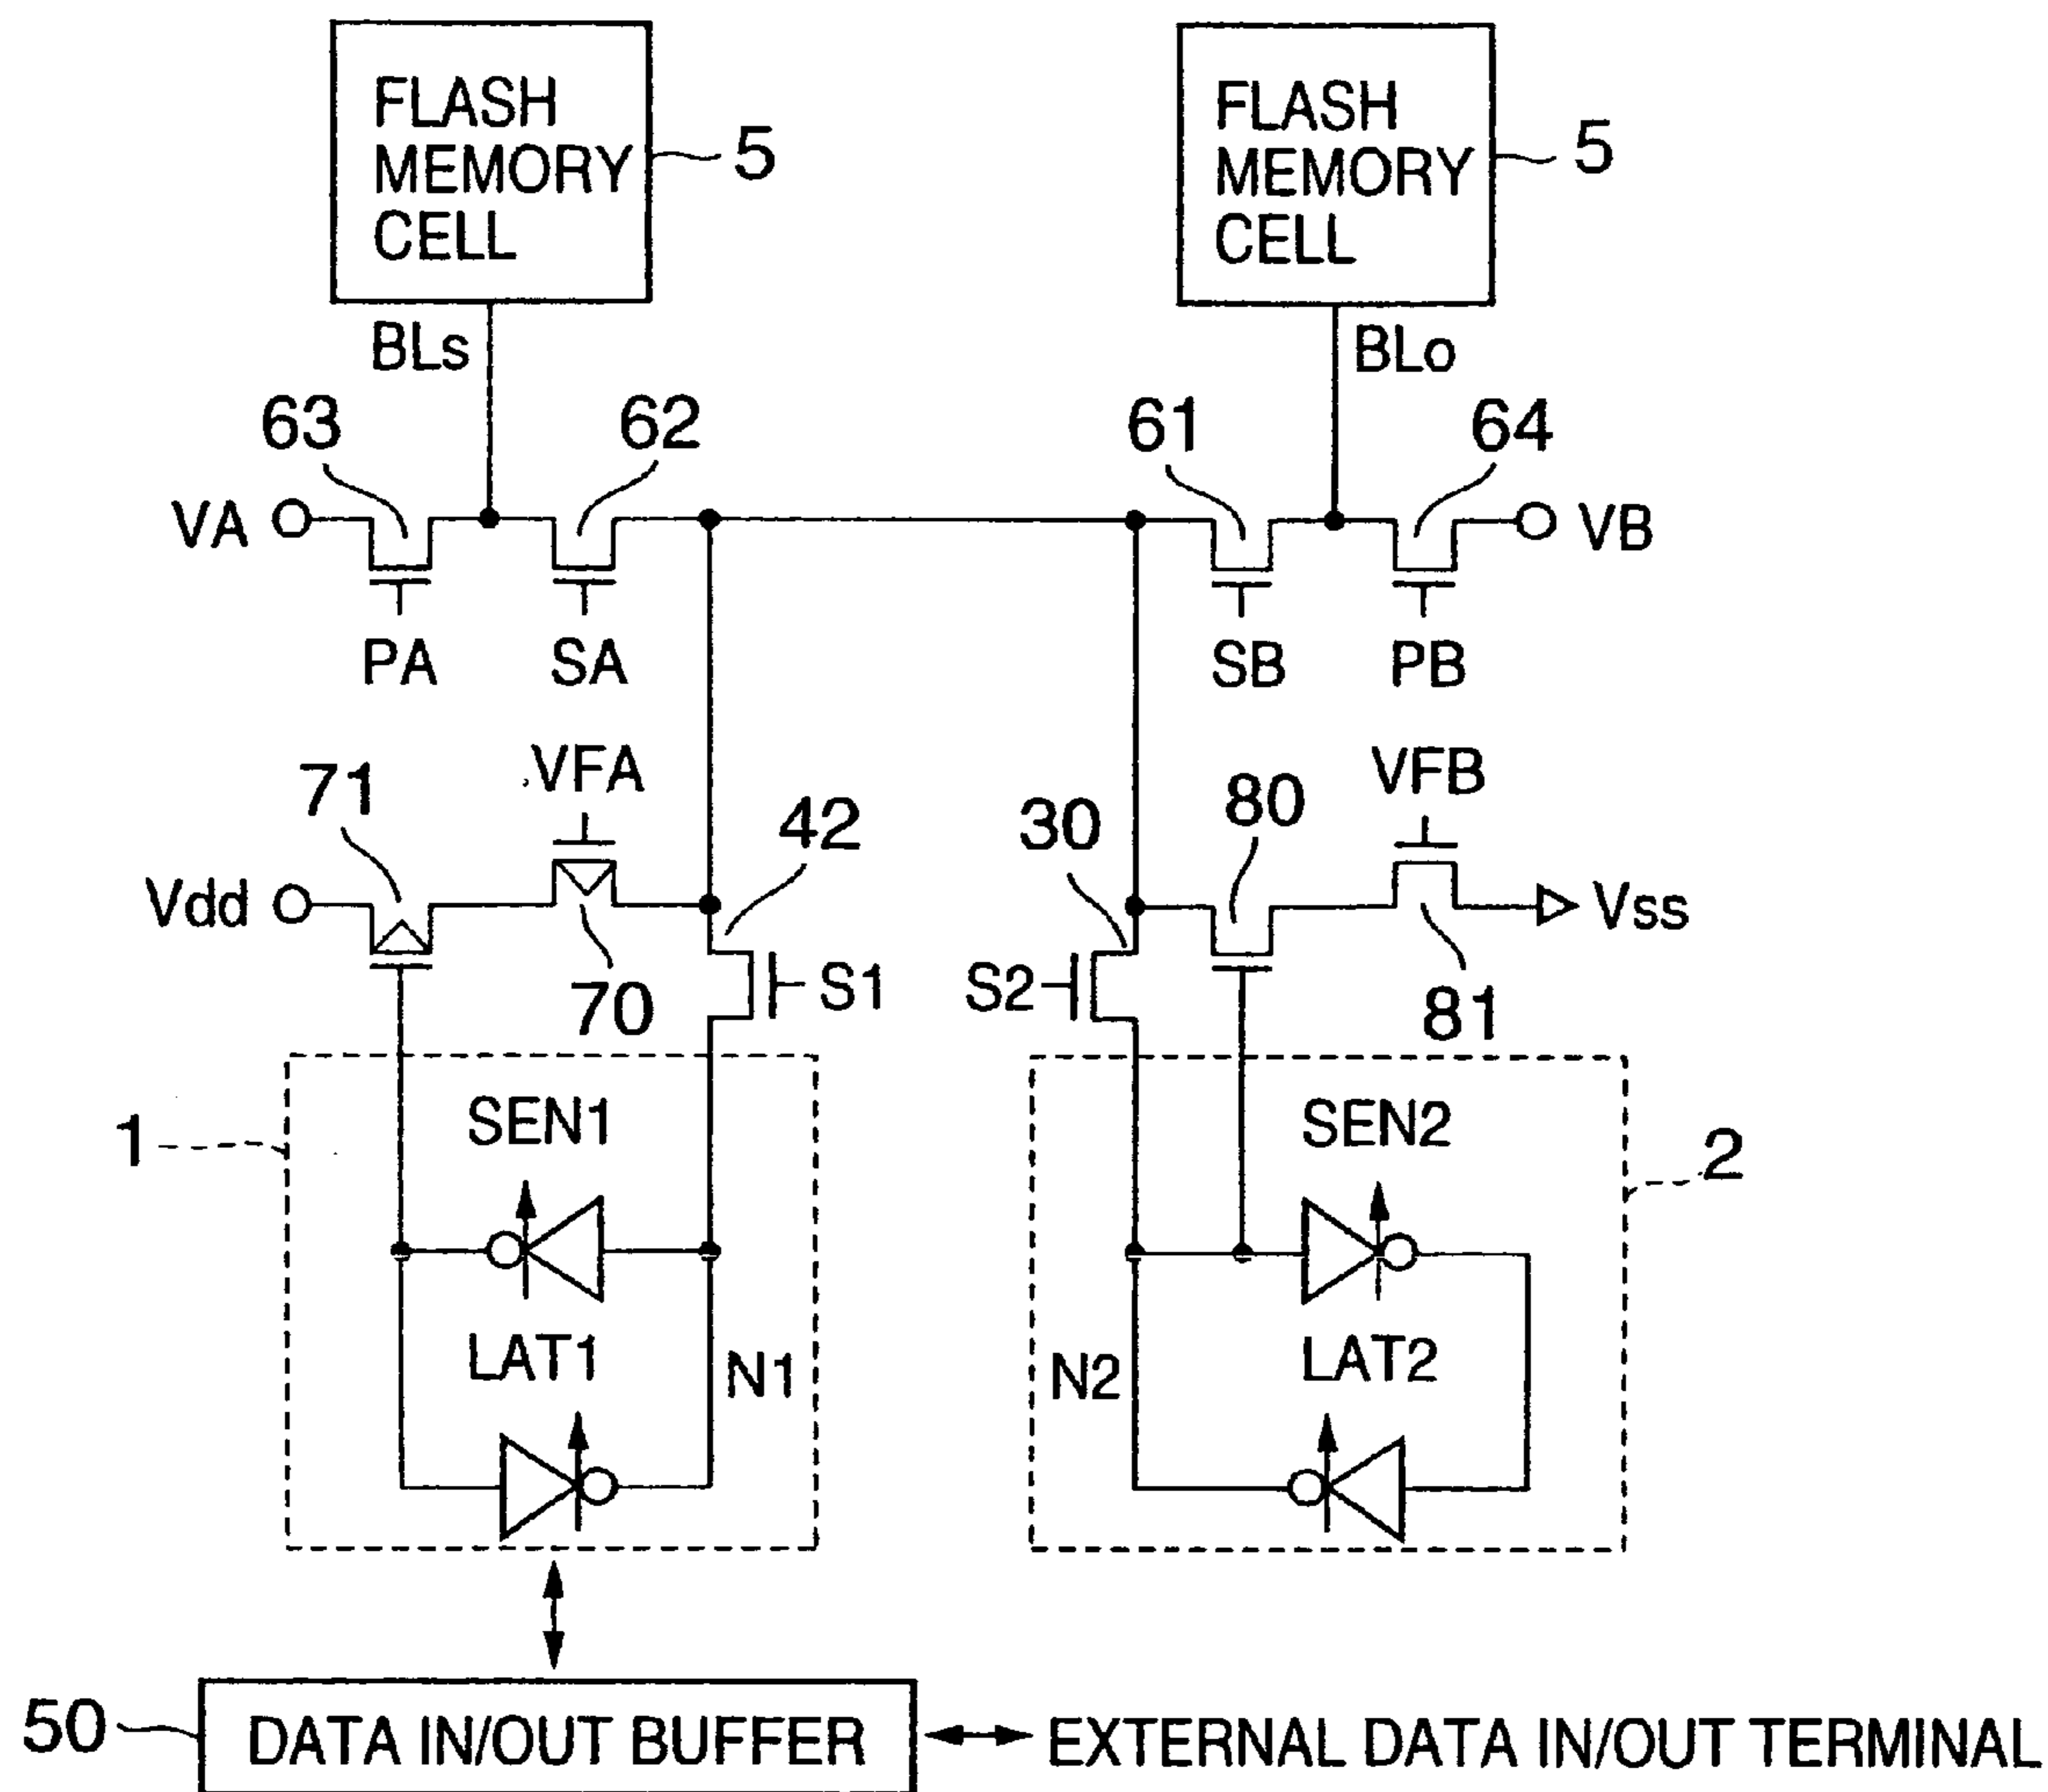 FLASH
MEMORY
CELL
5
FLASH
MEMORY
CELL
5
BLs
BLo
63
62
61
64
VA
VB
PA
SA
SB
PB
71
VFA
42
30
80
VFB
Vdd
Vss
70
S1
S2
81
1
SEN1
SEN2
2
LAT1
N1
N2
LAT2
50
DATA IN/OUT BUFFER
EXTERNAL DATA IN/OUT TERMINAL